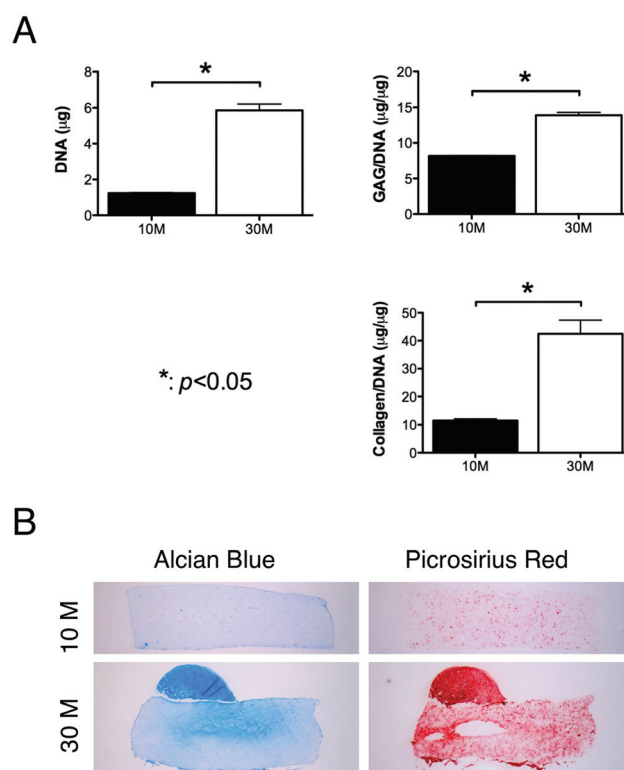 A
DNA (µg)
8
6
4
2
0
*
10M
30M
GAG/DNA (µg/µg)
20
15
10
5
0
*
10M
30M
*: p<0.05
Collagen/DNA (µg/µg)
50
40
30
20
10
0
*
10M
30M
B
Alcian Blue
Picrosirius Red
10 M
30 M